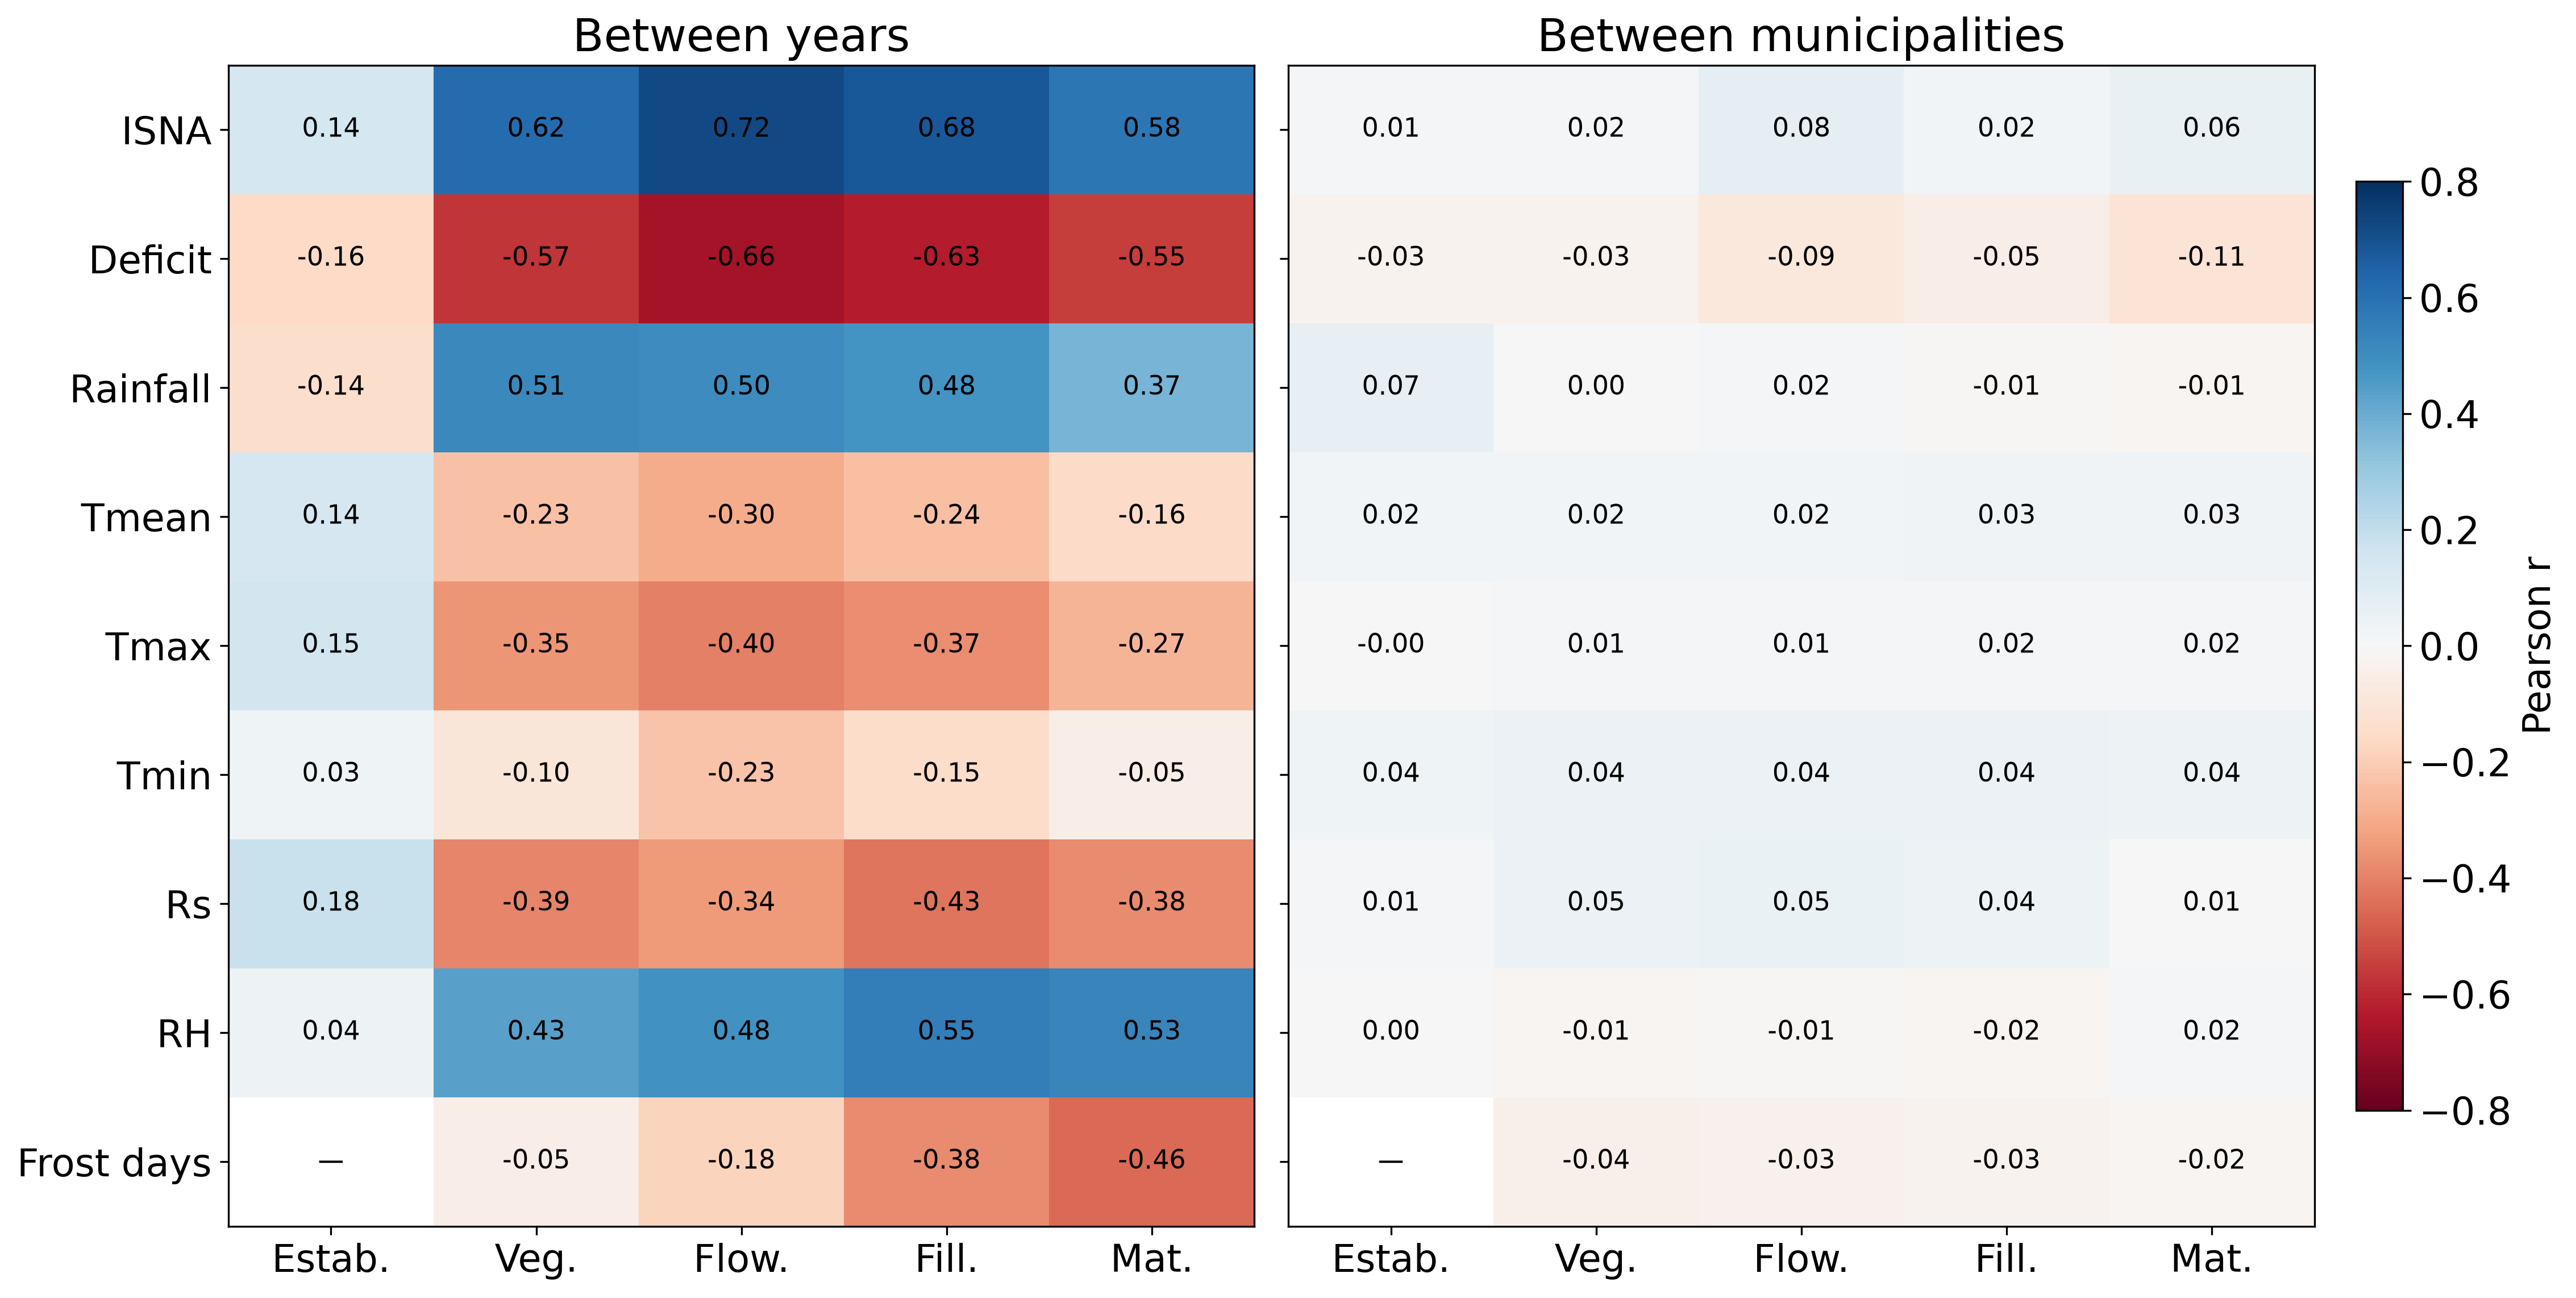 Between years Between municipalities
ISNA 0.14 0.62 0.72 0.68 0.58 0.01 0.02 0.08 0.02 0.06
Deficit -0.16 -0.57 -0.66 -0.63 -0.55 -0.03 -0.03 -0.09 -0.05 -0.11
Rainfall -0.14 0.51 0.50 0.48 0.37 0.07 0.00 0.02 -0.01 -0.01
Tmean 0.14 -0.23 -0.30 -0.24 -0.16 0.02 0.02 0.02 0.03 0.03
Tmax 0.15 -0.35 -0.40 -0.37 -0.27 -0.00 0.01 0.01 0.02 0.02
Tmin 0.03 -0.10 -0.23 -0.15 -0.05 0.04 0.04 0.04 0.04 0.04
Rs 0.18 -0.39 -0.34 -0.43 -0.38 0.01 0.05 0.05 0.04 0.01
RH 0.04 0.43 0.48 0.55 0.53 0.00 -0.01 -0.01 -0.02 0.02
Frost days — -0.05 -0.18 -0.38 -0.46 — -0.04 -0.03 -0.03 -0.02
Estab. Veg. Flow. Fill. Mat. Estab. Veg. Flow. Fill. Mat.
0.8
0.6
0.4
0.2
0.0
−0.2
−0.4
−0.6
−0.8
Pearson r